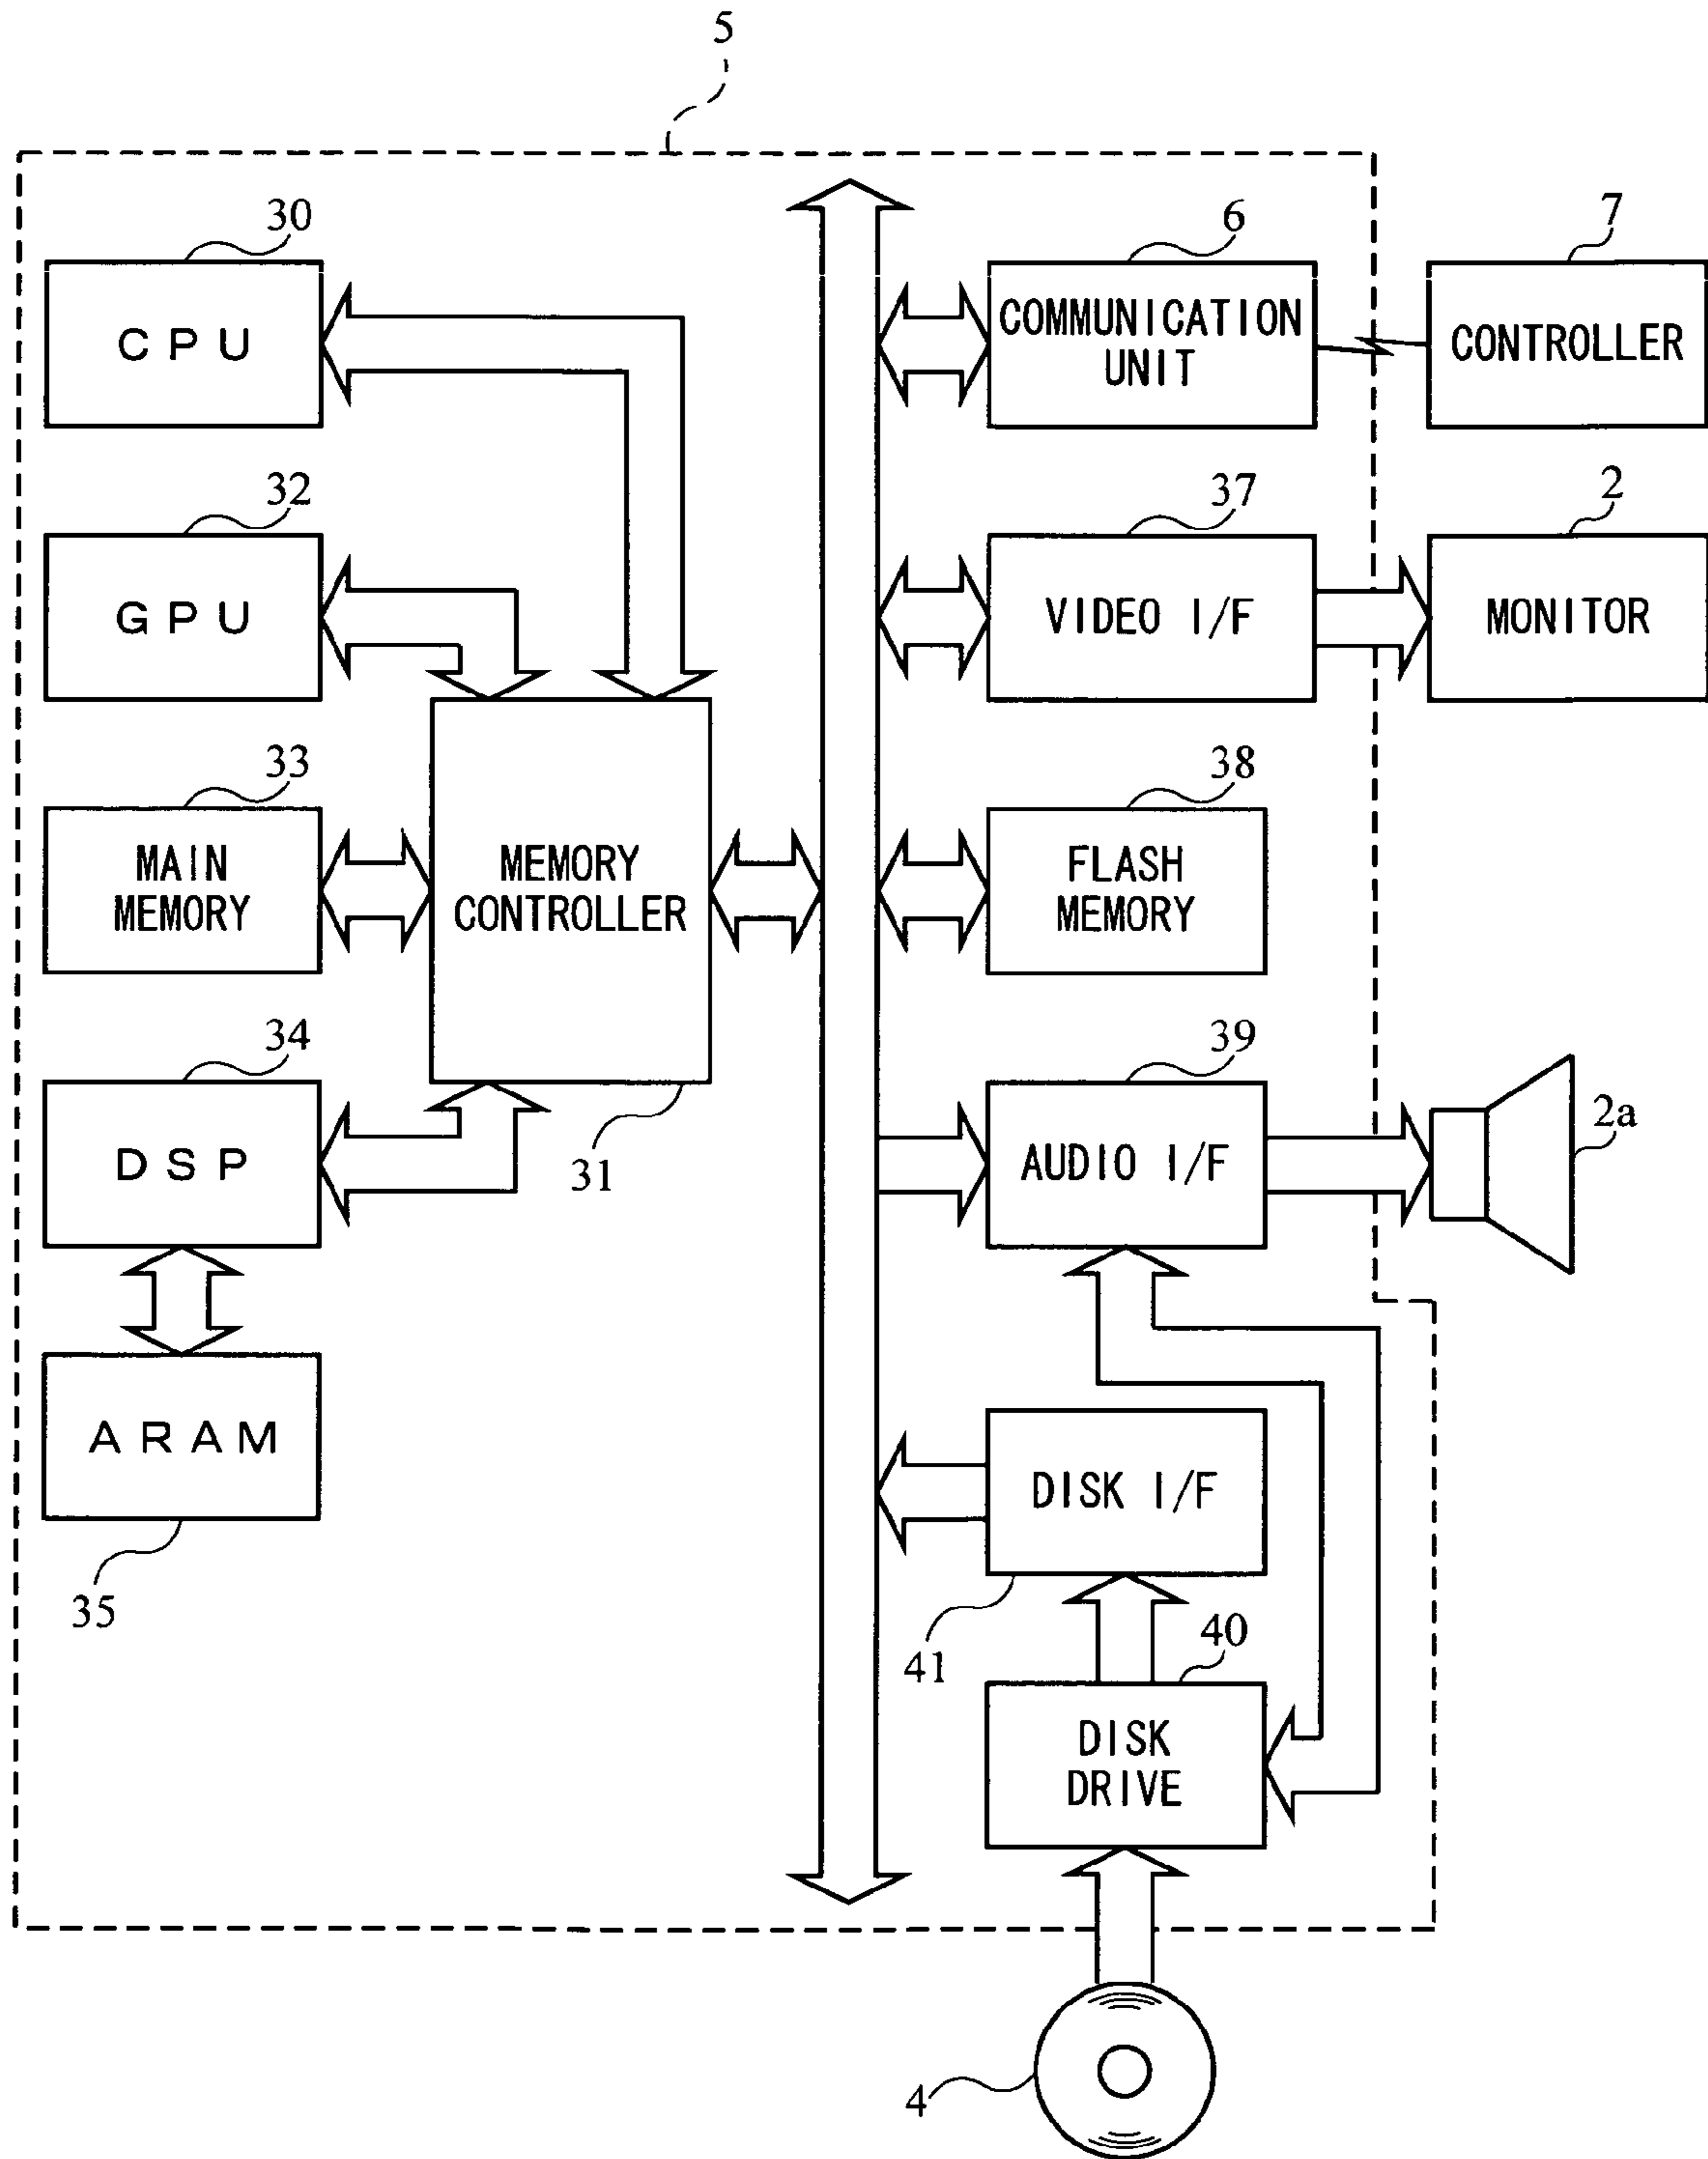 5
30
CPU
6
COMMUNICATION
UNIT
7
CONTROLLER
32
GPU
37
VIDEO I/F
2
MONITOR
33
MAIN
MEMORY
MEMORY
CONTROLLER
31
38
FLASH
MEMORY
34
DSP
39
AUDIO I/F
2a
ARAM
35
DISK I/F
41
40
DISK
DRIVE
4